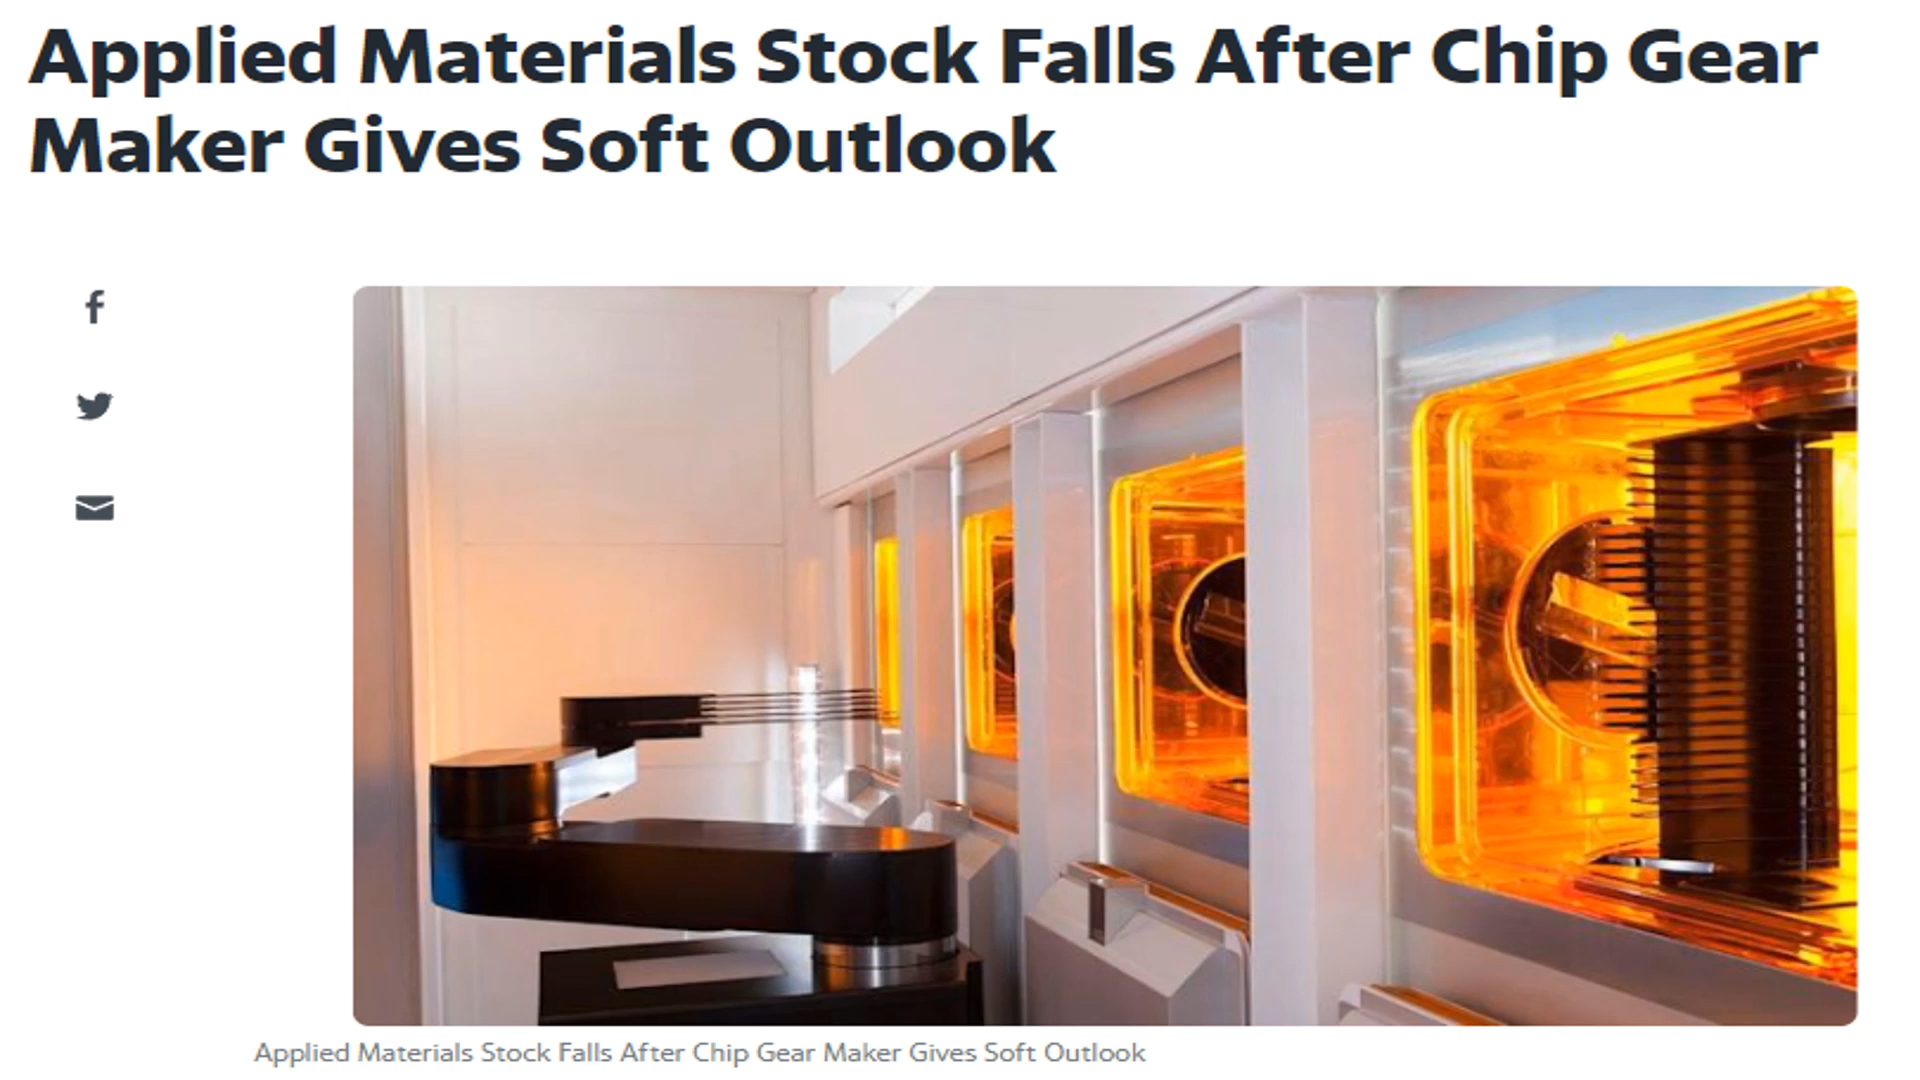 Applied Materials Stock Falls After Chip Gear
Maker Gives Soft Outlook
Applied Materials Stock Falls After Chip Gear Maker Gives Soft Outlook